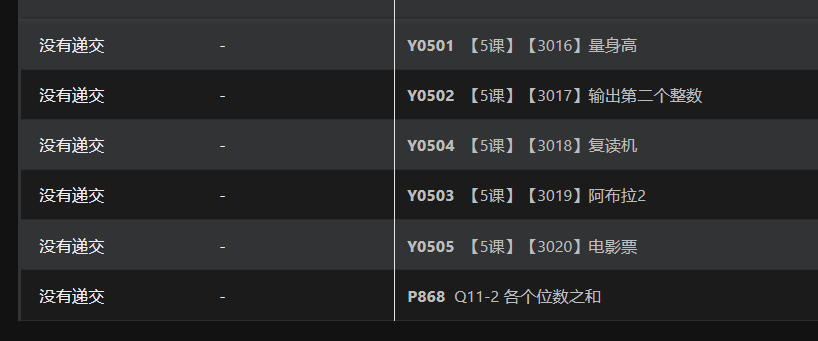 没有递交 - Y0501 【5课】【3016】量身高
没有递交 - Y0502 【5课】【3017】输出第二个整数
没有递交 - Y0504 【5课】【3018】复读机
没有递交 - Y0503 【5课】【3019】阿布拉2
没有递交 - Y0505 【5课】【3020】电影票
没有递交 - P868 Q11-2 各个位数之和